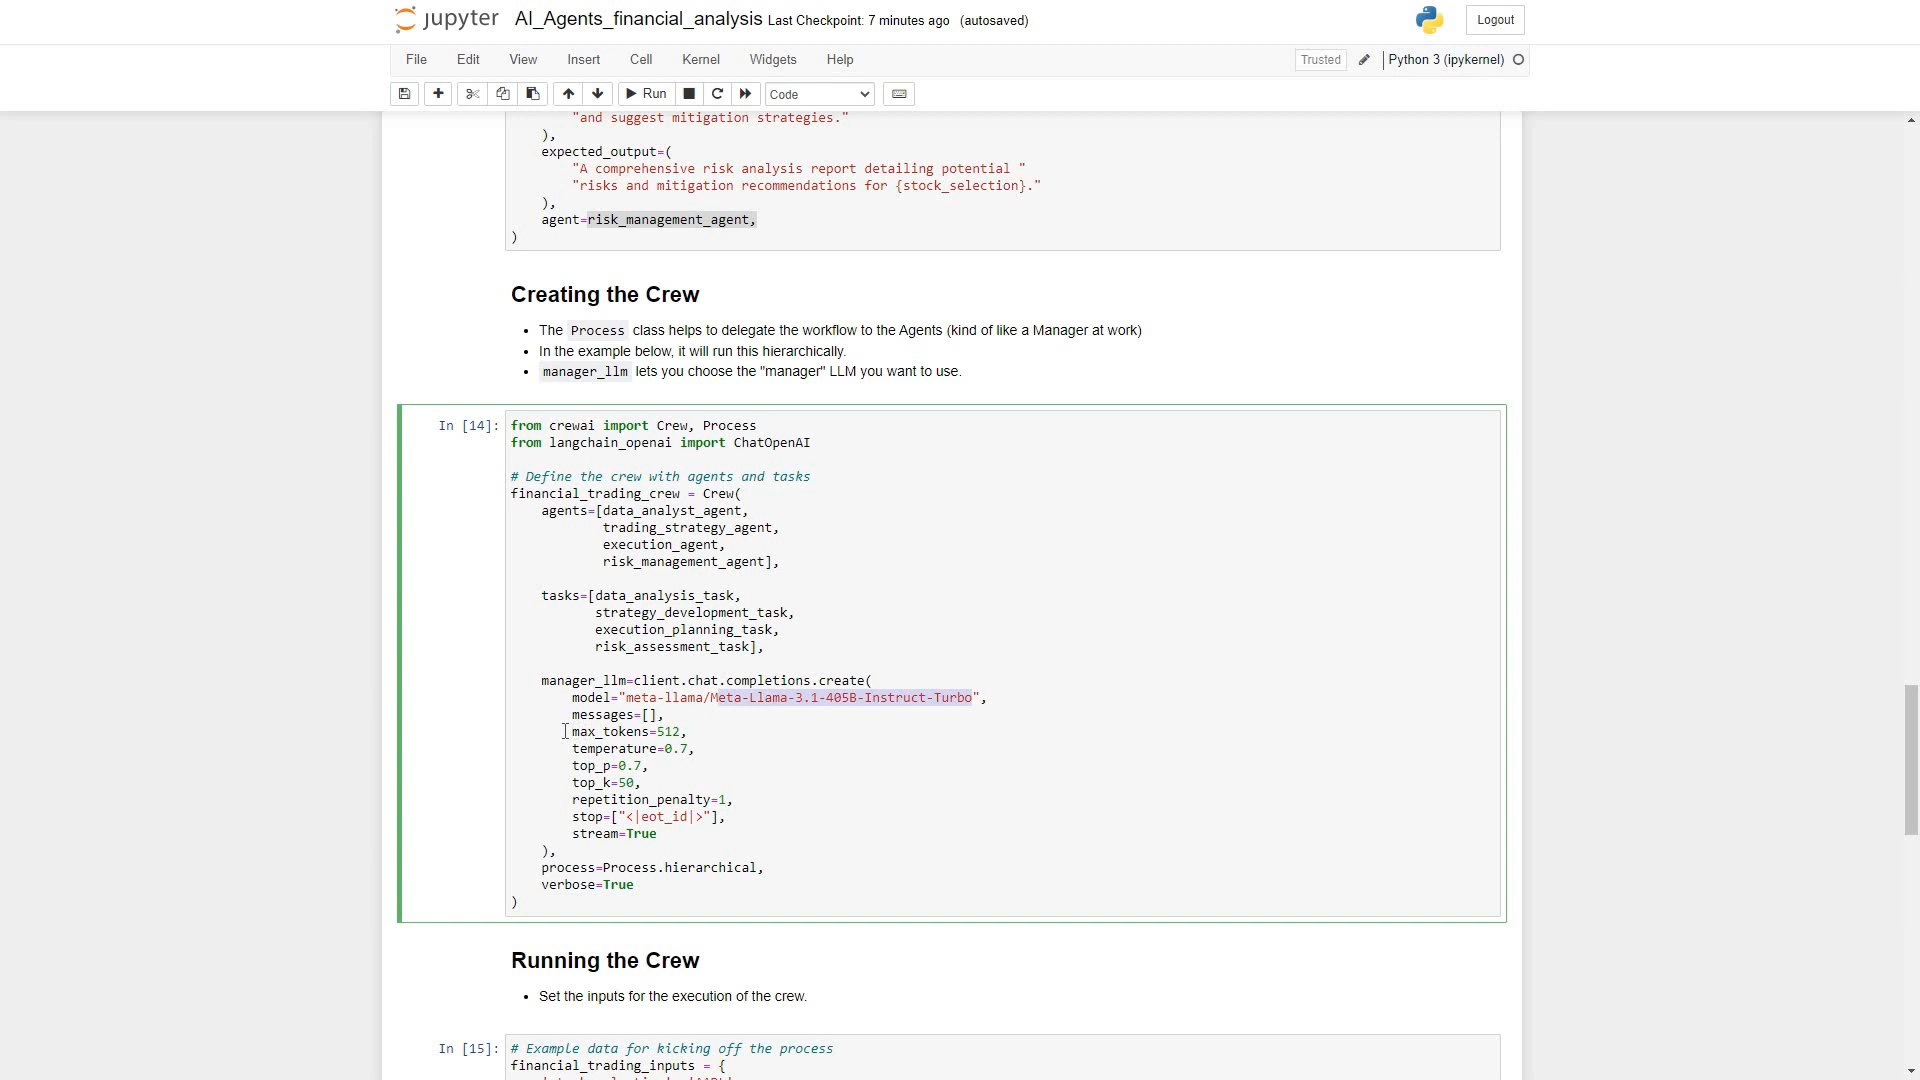 jupyter AI_Agents_financial_analysis Last Checkpoint: 7 minutes ago (autosaved) Logout
File Edit View Insert Cell Kernel Widgets Help Trusted Python 3 (ipykernel)
Run Code
"and suggest mitigation strategies."
),
expected_output=(
"A comprehensive risk analysis report detailing potential "
"risks and mitigation recommendations for {stock_selection}."
),
agent=risk_management_agent,
)
Creating the Crew
• The Process class helps to delegate the workflow to the Agents (kind of like a Manager at work)
• In the example below, it will run this hierarchically.
• manager_llm lets you choose the "manager" LLM you want to use.
In [14]: from crewai import Crew, Process
from langchain_openai import ChatOpenAI
# Define the crew with agents and tasks
financial_trading_crew = Crew(
agents=[data_analyst_agent,
trading_strategy_agent,
execution_agent,
risk_management_agent],
tasks=[data_analysis_task,
strategy_development_task,
execution_planning_task,
risk_assessment_task],
manager_llm=client.chat.completions.create(
model="meta-llama/Meta-Llama-3.1-405B-Instruct-Turbo",
messages=[],
max_tokens=512,
temperature=0.7,
top_p=0.7,
top_k=50,
repetition_penalty=1,
stop=["<|eot_id|>"],
stream=True
),
process=Process.hierarchical,
verbose=True
)
Running the Crew
• Set the inputs for the execution of the crew.
In [15]: # Example data for kicking off the process
financial_trading_inputs = {